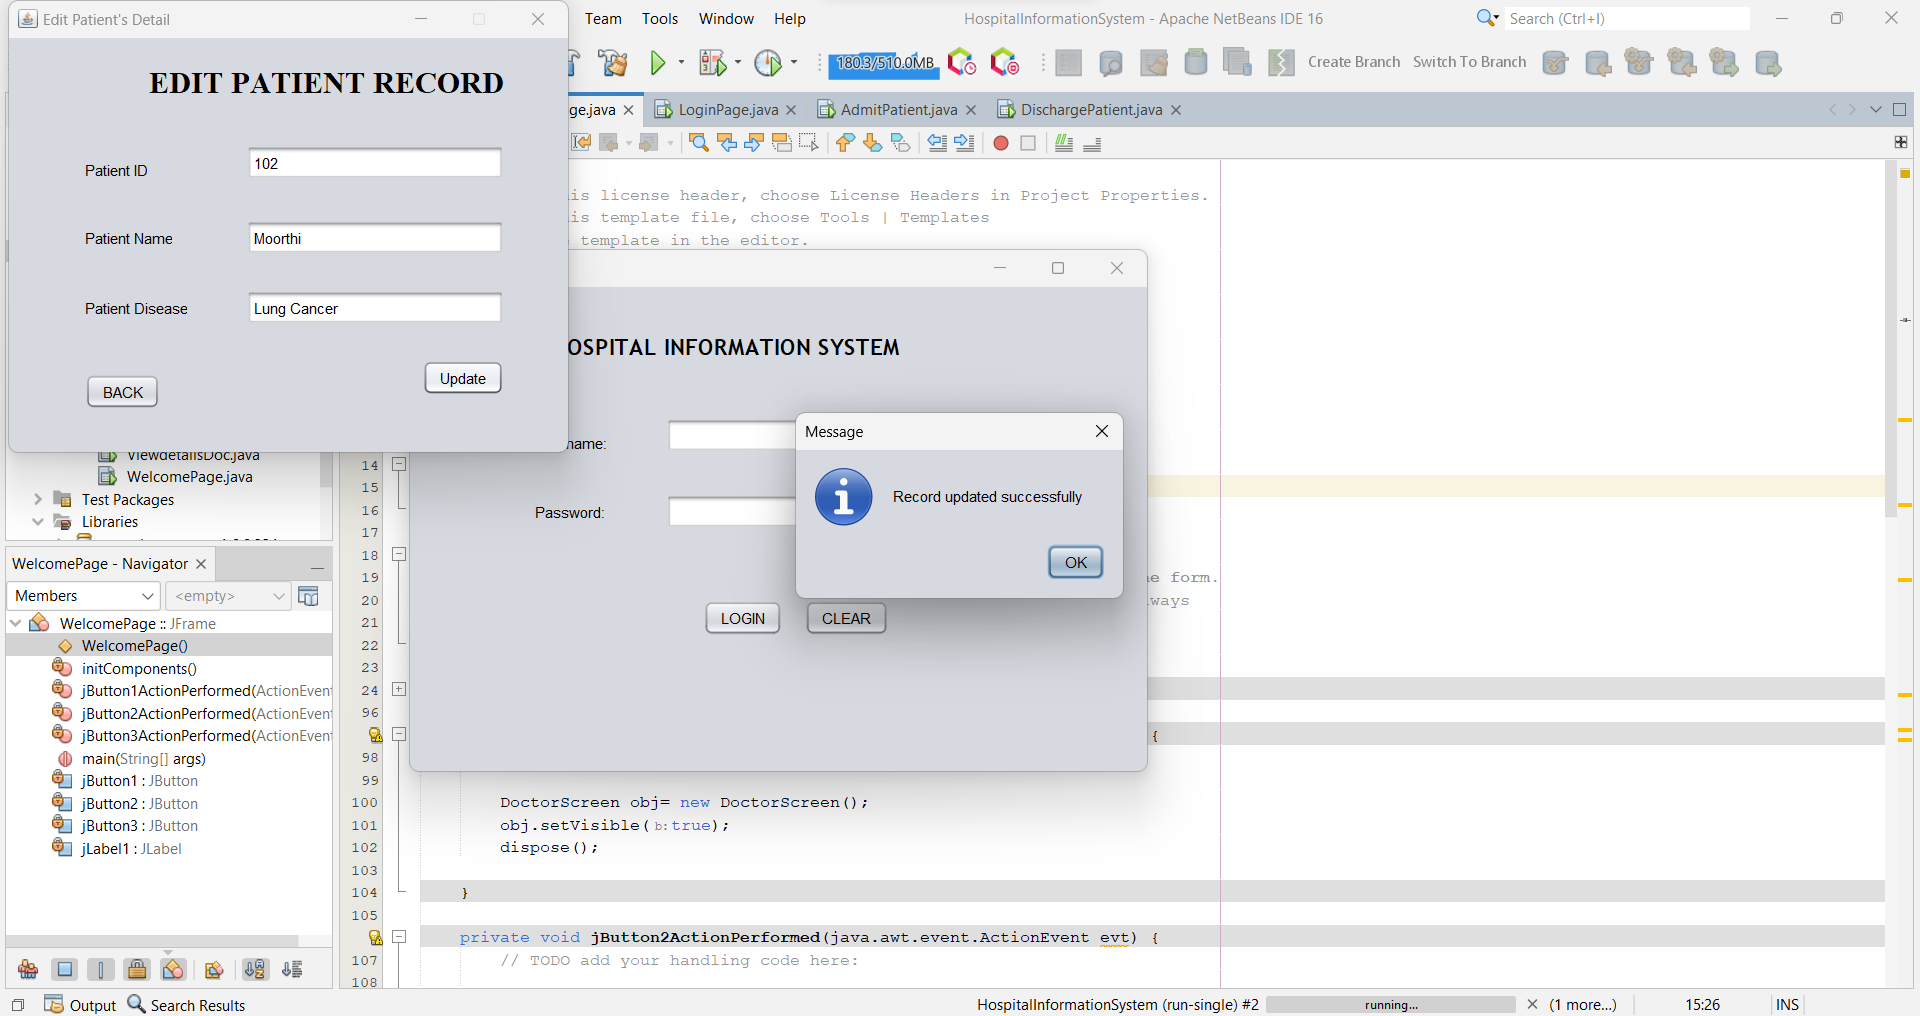 Edit Patient's Detail
Team Tools Window Help
HospitalInformationSystem - Apache NetBeans IDE 16
Search (Ctrl+I)
EDIT PATIENT RECORD
180.3/510.0MB
Create Branch Switch To Branch
ge.java
LoginPage.java
AdmitPatient.java
DischargePatient.java
Patient ID
102
Patient Name
Moorthi
Patient Disease
Lung Cancer
BACK
Update
is license header, choose License Headers in Project Properties.
is template file, choose Tools | Templates
template in the editor.
OSPITAL INFORMATION SYSTEM
name:
Password:
LOGIN
CLEAR
Message
Record updated successfully
OK
ViewdetailsDoc.java
WelcomePage.java
Test Packages
Libraries
WelcomePage - Navigator
Members
<empty>
WelcomePage :: JFrame
WelcomePage()
initComponents()
jButton1ActionPerformed(ActionEven
jButton2ActionPerformed(ActionEven
jButton3ActionPerformed(ActionEven
main(String[] args)
jButton1 : JButton
jButton2 : JButton
jButton3 : JButton
jLabel1 : JLabel
14
15
16
17
18
19 e form.
20 ways
21
22
23
24
96
{
98
99
100 DoctorScreen obj= new DoctorScreen();
101 obj.setVisible(b:true);
102 dispose();
103
104 }
105
private void jButton2ActionPerformed(java.awt.event.ActionEvent evt) {
107 // TODO add your handling code here:
108
Output
Search Results
HospitalInformationSystem (run-single) #2
running...
(1 more...)
15:26
INS